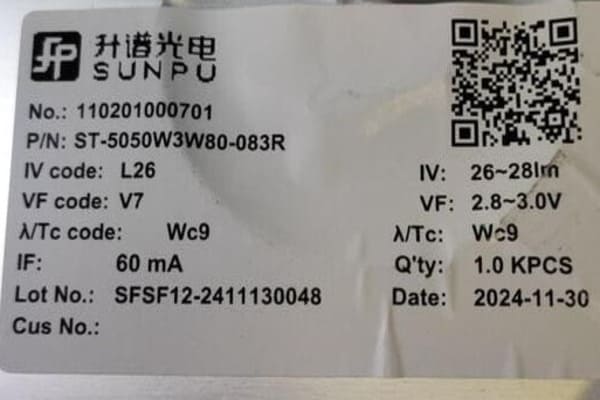 升谱光电
SUNPU
No.: 110201000701
P/N: ST-5050W3W80-083R
IV code: L26 IV: 26~28lm
VF code: V7 VF: 2.8~3.0V
λ/Tc code: Wc9 λ/Tc: Wc9
IF: 60 mA Q'ty: 1.0 KPCS
Lot No.: SFSF12-2411130048 Date: 2024-11-30
Cus No.: